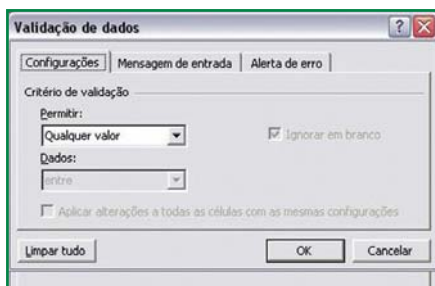 Validação de dados
Configurações
Mensagem de entrada
Alerta de erro
Critério de validação
Permitir:
Qualquer valor
Ignorar em branco
Dados:
entre
Aplicar alterações a todas as células com as mesmas configurações
Limpar tudo
OK
Cancelar